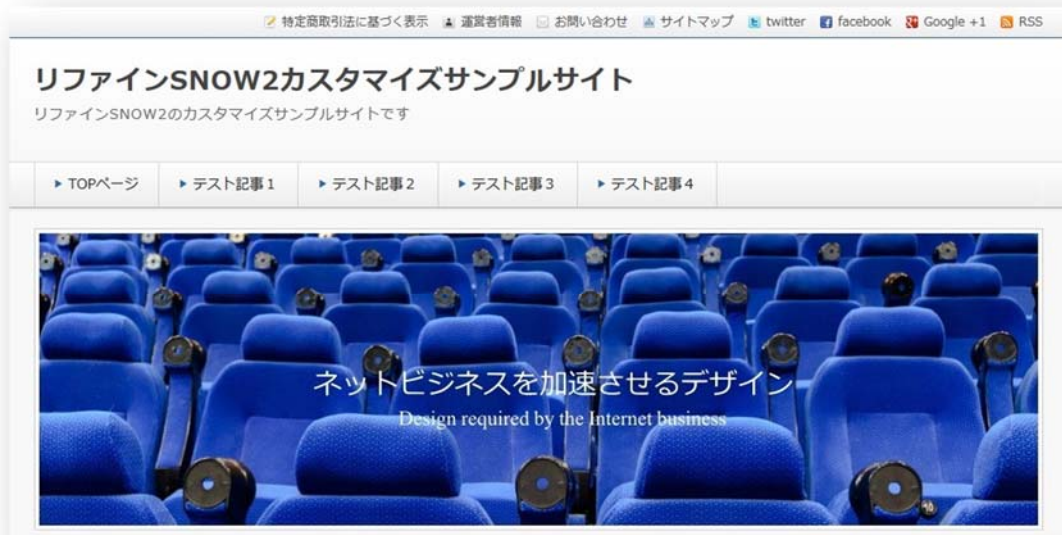 特定商取引法に基づく表示 運営者情報 お問い合わせ サイトマップ twitter facebook Google +1 RSS
リファインSNOW2カスタマイズサンプルサイト
リファインSNOW2のカスタマイズサンプルサイトです
TOPページ テスト記事1 テスト記事2 テスト記事3 テスト記事4
ネットビジネスを加速させるデザイン
Design required by the Internet business